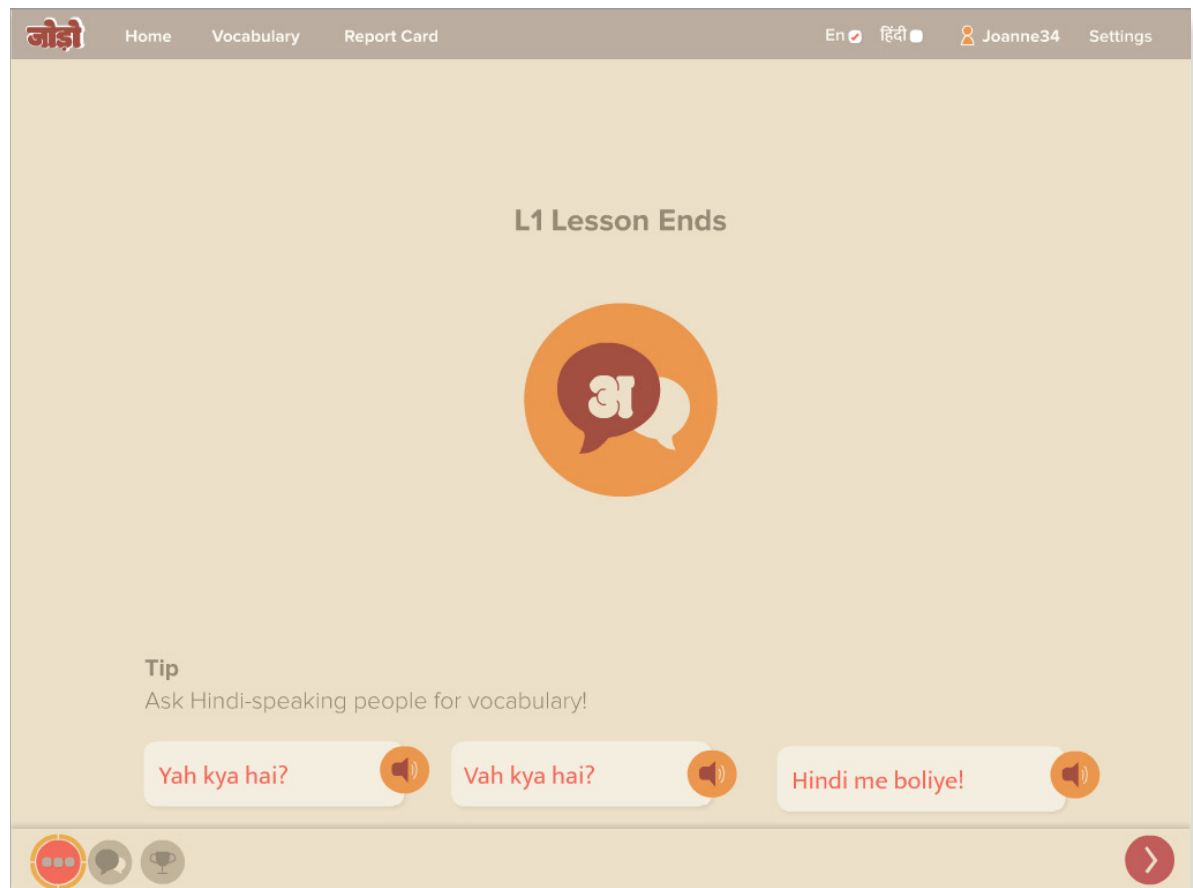 जोड़ो Home Vocabulary Report Card En हिंदी Joanne34 Settings
L1 Lesson Ends
अ
Tip
Ask Hindi-speaking people for vocabulary!
Yah kya hai? Vah kya hai? Hindi me boliye!